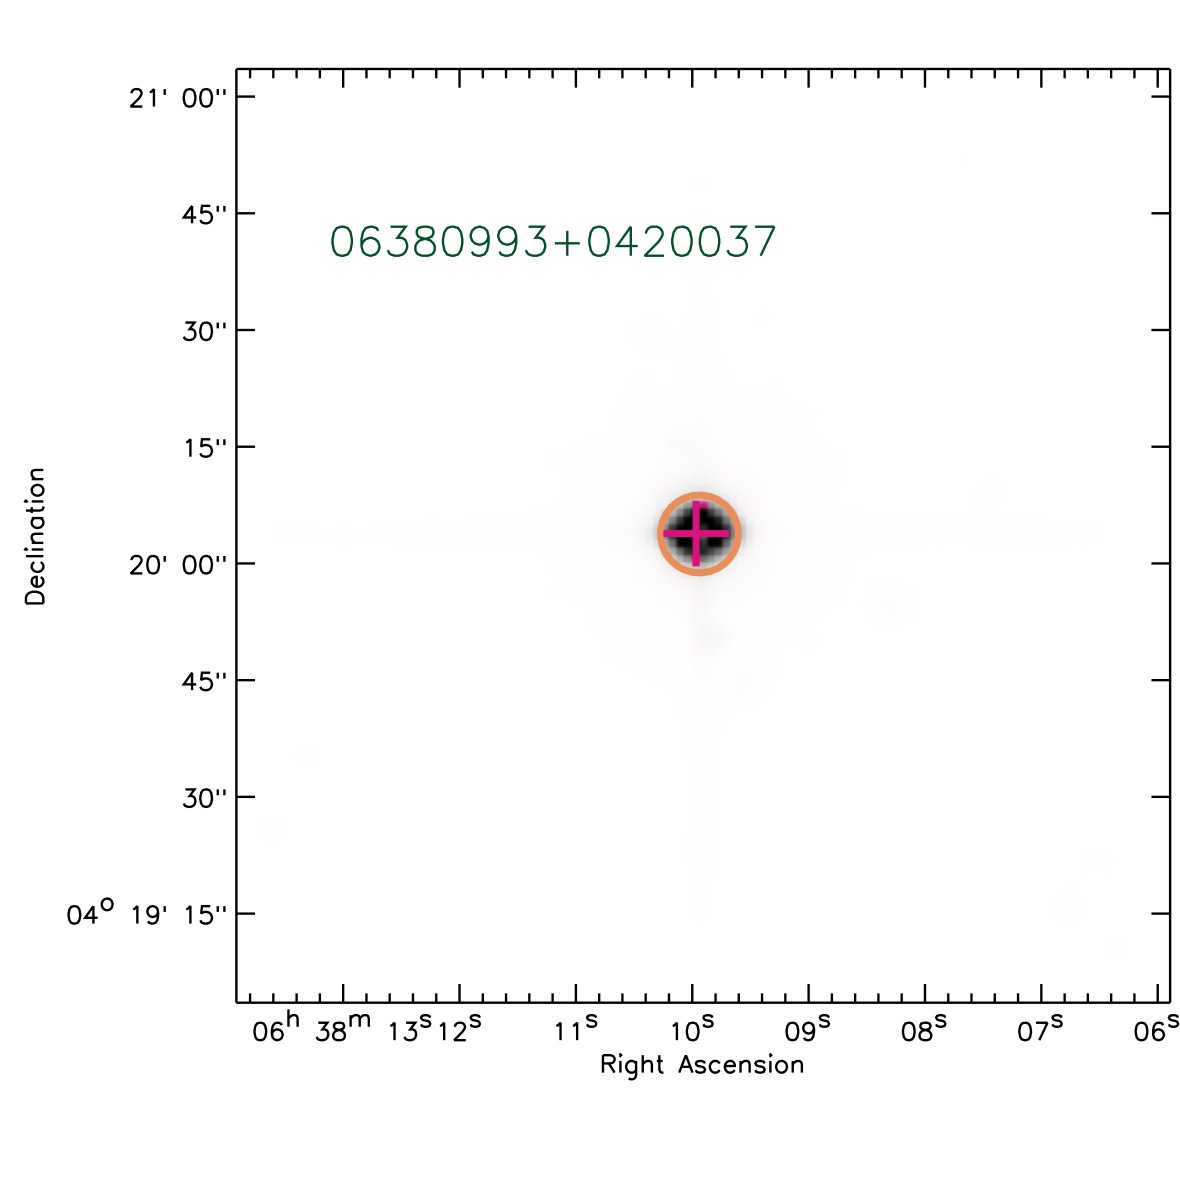 21' 00"
45"
06380993+0420037
30"
15"
Declination
20' 00"
45"
30"
04° 19' 15"
06ʰ 38ᵐ 13ˢ 12ˢ 11ˢ 10ˢ 09ˢ 08ˢ 07ˢ 06ˢ
Right Ascension